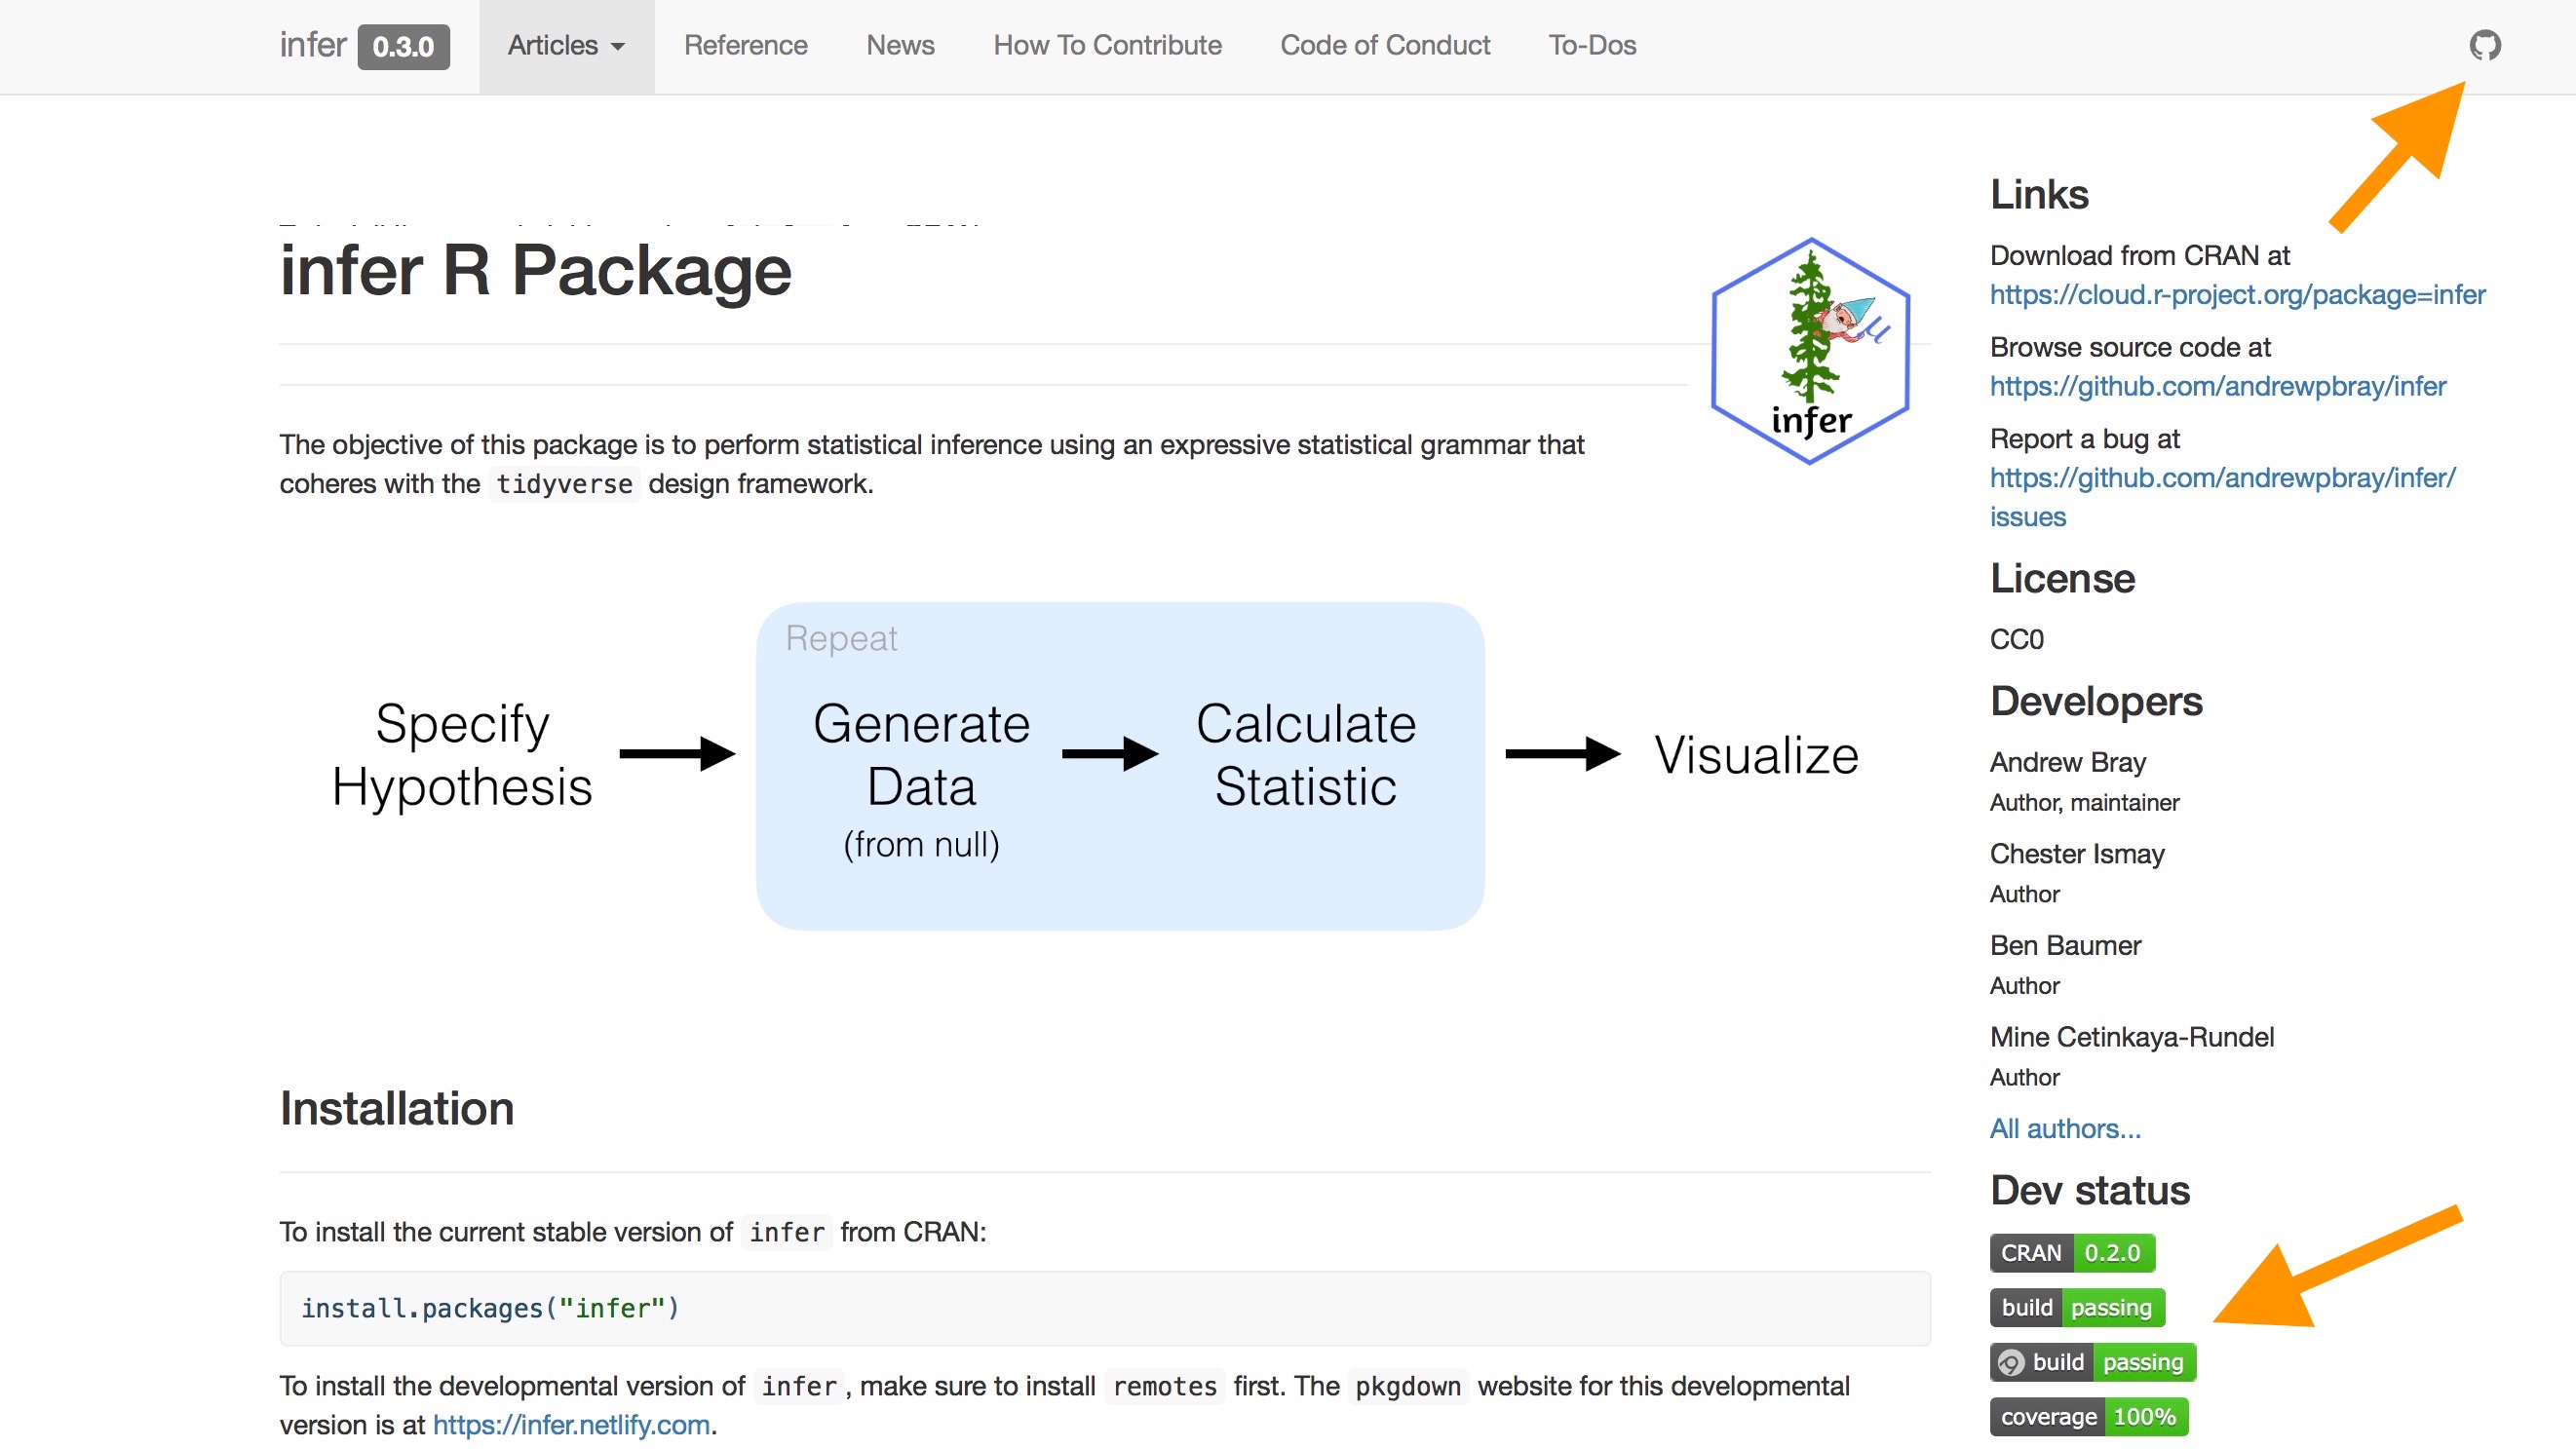 infer 0.3.0 Articles Reference News How To Contribute Code of Conduct To-Dos
infer R Package
infer
The objective of this package is to perform statistical inference using an expressive statistical grammar that
coheres with the tidyverse design framework.
Repeat
Specify
Hypothesis
Generate
Data
(from null)
Calculate
Statistic
Visualize
Installation
To install the current stable version of infer from CRAN:
install.packages("infer")
To install the developmental version of infer, make sure to install remotes first. The pkgdown website for this developmental
version is at https://infer.netlify.com.
Links
Download from CRAN at
https://cloud.r-project.org/package=infer
Browse source code at
https://github.com/andrewpbray/infer
Report a bug at
https://github.com/andrewpbray/infer/
issues
License
CC0
Developers
Andrew Bray
Author, maintainer
Chester Ismay
Author
Ben Baumer
Author
Mine Cetinkaya-Rundel
Author
All authors...
Dev status
CRAN 0.2.0
build passing
build passing
coverage 100%